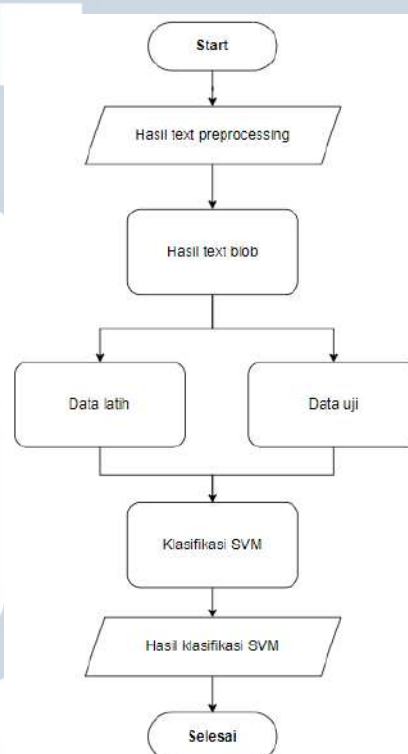 Start
Hasil text preprocessing
Hasil text blob
Data latih
Data uji
Klasifikasi SVM
Hasil klasifikasi SVM
Selesai